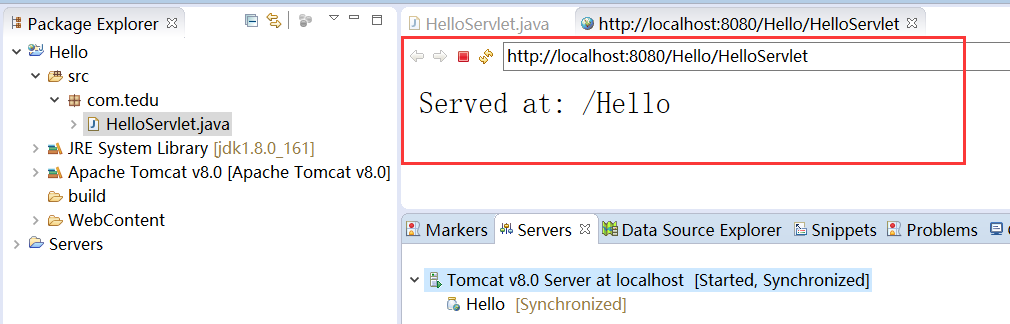 Package Explorer
Hello
src
com.tedu
HelloServlet.java
JRE System Library [jdk1.8.0_161]
Apache Tomcat v8.0 [Apache Tomcat v8.0]
build
WebContent
Servers
HelloServlet.java
http://localhost:8080/Hello/HelloServlet
http://localhost:8080/Hello/HelloServlet
Served at: /Hello
Markers
Servers
Data Source Explorer
Snippets
Problems
Tomcat v8.0 Server at localhost [Started, Synchronized]
Hello [Synchronized]